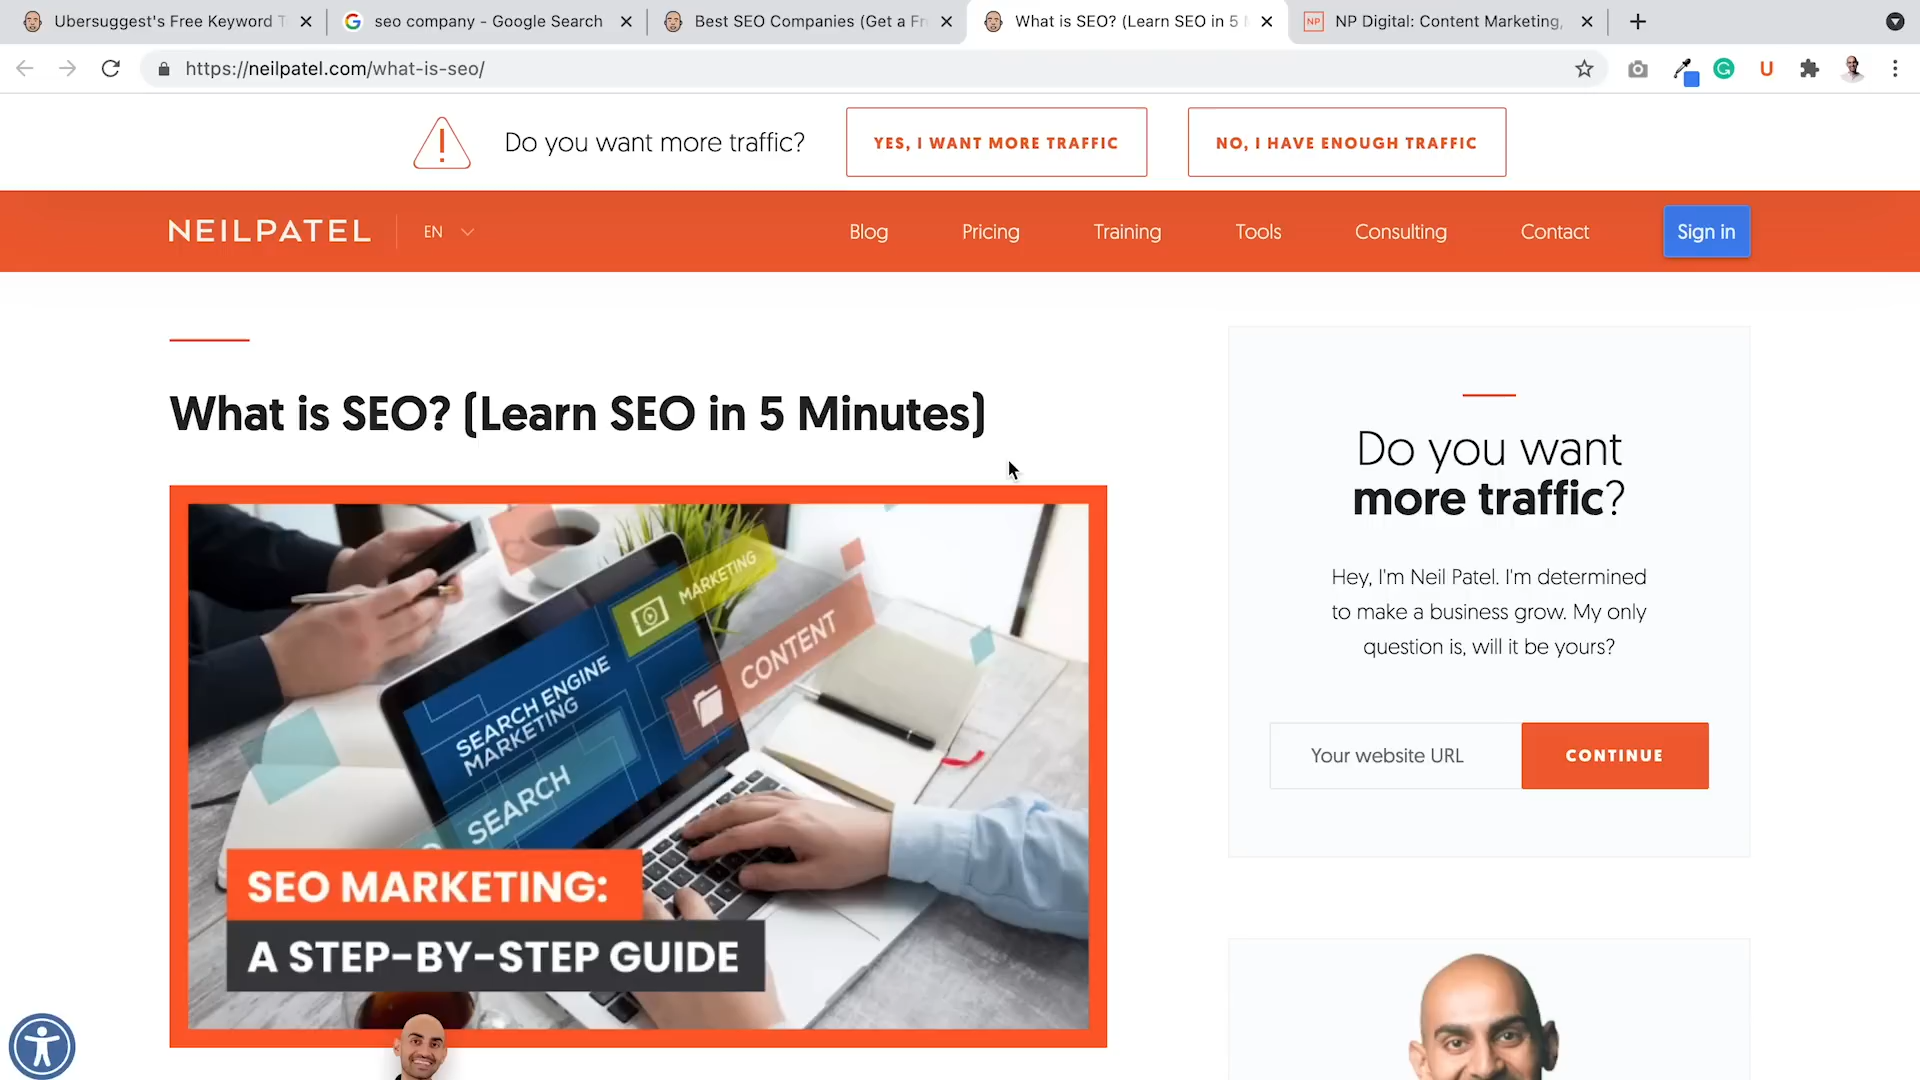 Ubersuggest's Free Keyword T
seo company - Google Search
Best SEO Companies (Get a Fr
What is SEO? (Learn SEO in 5 M
NP Digital: Content Marketing,
https://neilpatel.com/what-is-seo/
Do you want more traffic?
YES, I WANT MORE TRAFFIC
NO, I HAVE ENOUGH TRAFFIC
NEILPATEL
EN
Blog
Pricing
Training
Tools
Consulting
Contact
Sign in
What is SEO? (Learn SEO in 5 Minutes)
MARKETING
CONTENT
SEARCH ENGINE
MARKETING
SEARCH
SEO MARKETING:
A STEP-BY-STEP GUIDE
Do you want
more traffic?
Hey, I'm Neil Patel. I'm determined
to make a business grow. My only
question is, will it be yours?
Your website URL
CONTINUE